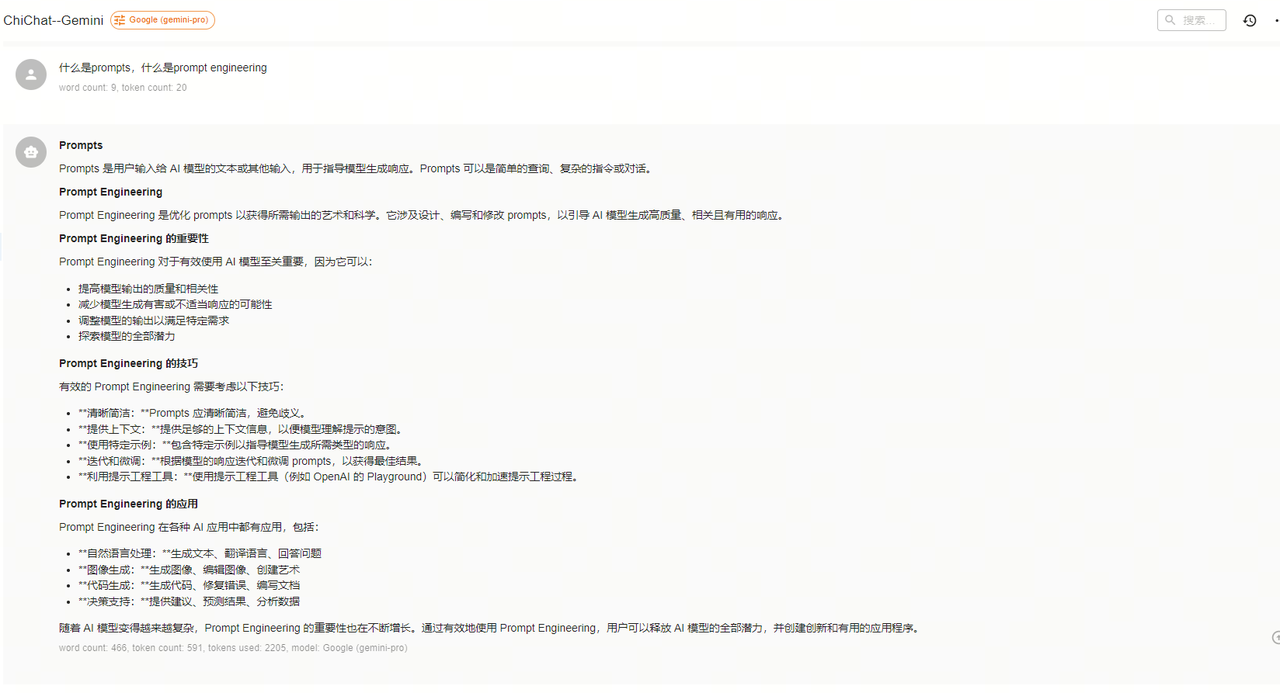 ChiChat--Gemini Google (gemini-pro) 搜索...
什么是prompts，什么是prompt engineering
word count: 9, token count: 20
Prompts
Prompts 是用户输入给 AI 模型的文本或其他输入，用于指导模型生成响应。Prompts 可以是简单的查询、复杂的指令或对话。
Prompt Engineering
Prompt Engineering 是优化 prompts 以获得所需输出的艺术和科学。它涉及设计、编写和修改 prompts，以引导 AI 模型生成高质量、相关且有用的响应。
Prompt Engineering 的重要性
Prompt Engineering 对于有效使用 AI 模型至关重要，因为它可以：
• 提高模型输出的质量和相关性
• 减少模型生成有害或不适当响应的可能性
• 调整模型的输出以满足特定需求
• 探索模型的全部潜力
Prompt Engineering 的技巧
有效的 Prompt Engineering 需要考虑以下技巧：
• **清晰简洁：**Prompts 应清晰简洁，避免歧义。
• **提供上下文：**提供足够的上下文信息，以便模型理解提示的意图。
• **使用特定示例：**包含特定示例以指导模型生成所需类型的响应。
• **迭代和微调：**根据模型的响应迭代和微调 prompts，以获得最佳结果。
• **利用提示工程工具：**使用提示工程工具（例如 OpenAI 的 Playground）可以简化和加速提示工程过程。
Prompt Engineering 的应用
Prompt Engineering 在各种 AI 应用中都有应用，包括：
• **自然语言处理：**生成文本、翻译语言、回答问题
• **图像生成：**生成图像、编辑图像、创建艺术
• **代码生成：**生成代码、修复错误、编写文档
• **决策支持：**提供建议、预测结果、分析数据
随着 AI 模型变得越来越复杂，Prompt Engineering 的重要性也在不断增长。通过有效地使用 Prompt Engineering，用户可以释放 AI 模型的全部潜力，并创建创新和有用的应用程序。
word count: 466, token count: 591, tokens used: 2205, model: Google (gemini-pro)